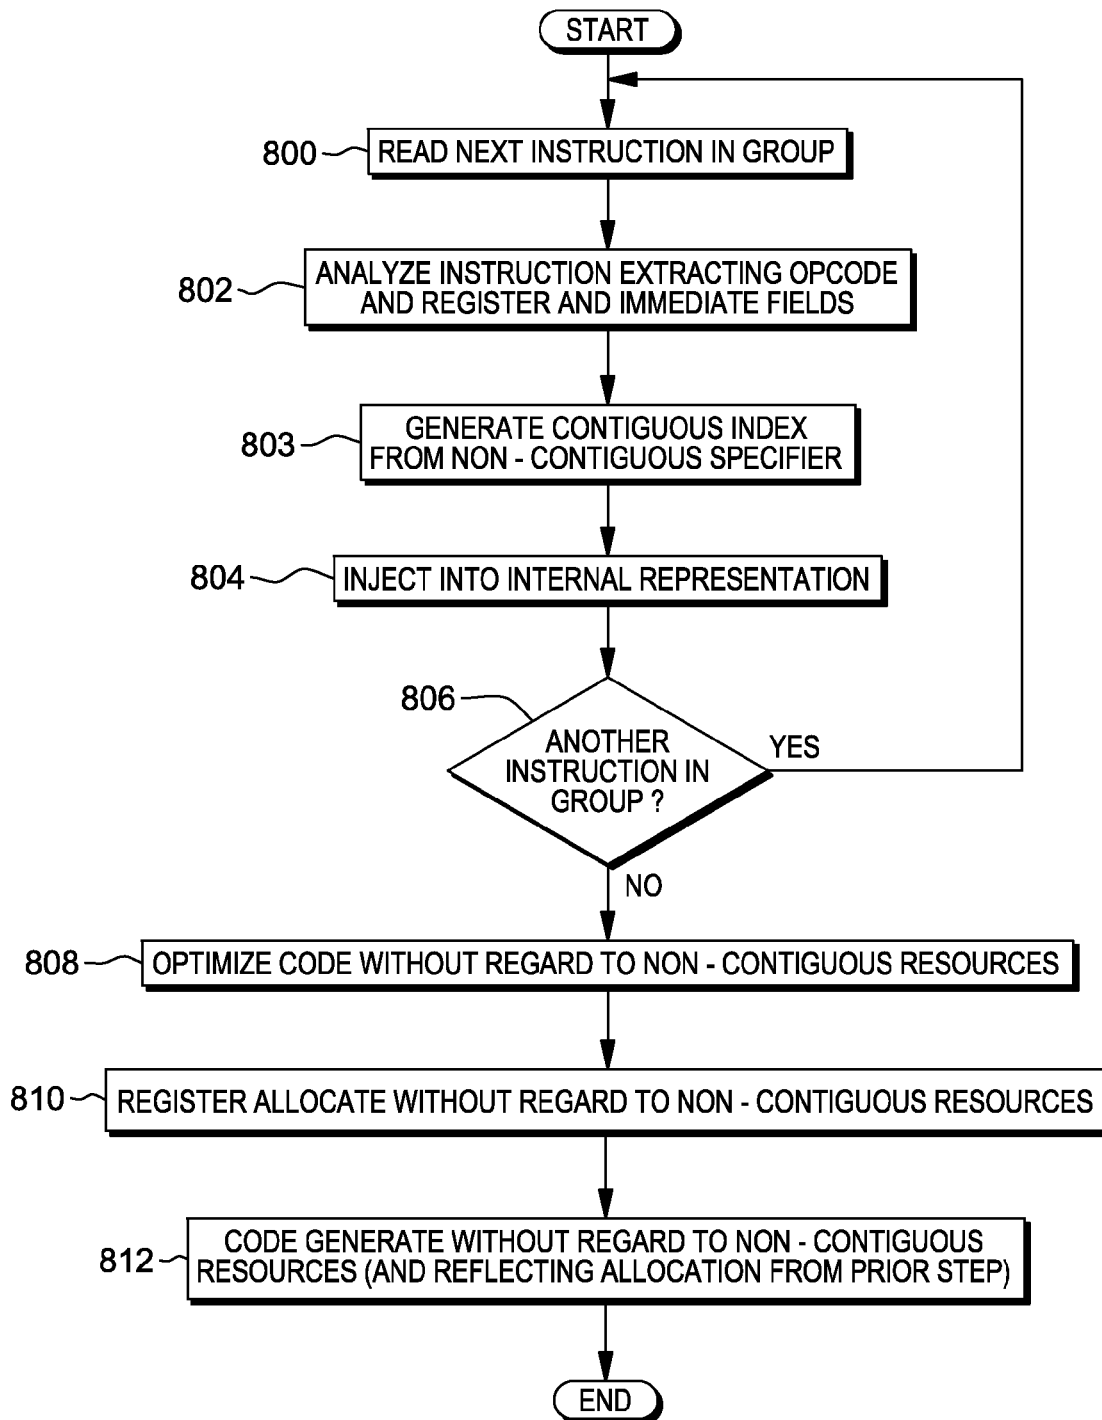 START
800
READ NEXT INSTRUCTION IN GROUP
802
ANALYZE INSTRUCTION EXTRACTING OPCODE
AND REGISTER AND IMMEDIATE FIELDS
803
GENERATE CONTIGUOUS INDEX
FROM NON - CONTIGUOUS SPECIFIER
804
INJECT INTO INTERNAL REPRESENTATION
806
ANOTHER
INSTRUCTION IN
GROUP ?
YES
NO
808
OPTIMIZE CODE WITHOUT REGARD TO NON - CONTIGUOUS RESOURCES
810
REGISTER ALLOCATE WITHOUT REGARD TO NON - CONTIGUOUS RESOURCES
812
CODE GENERATE WITHOUT REGARD TO NON - CONTIGUOUS
RESOURCES (AND REFLECTING ALLOCATION FROM PRIOR STEP)
END